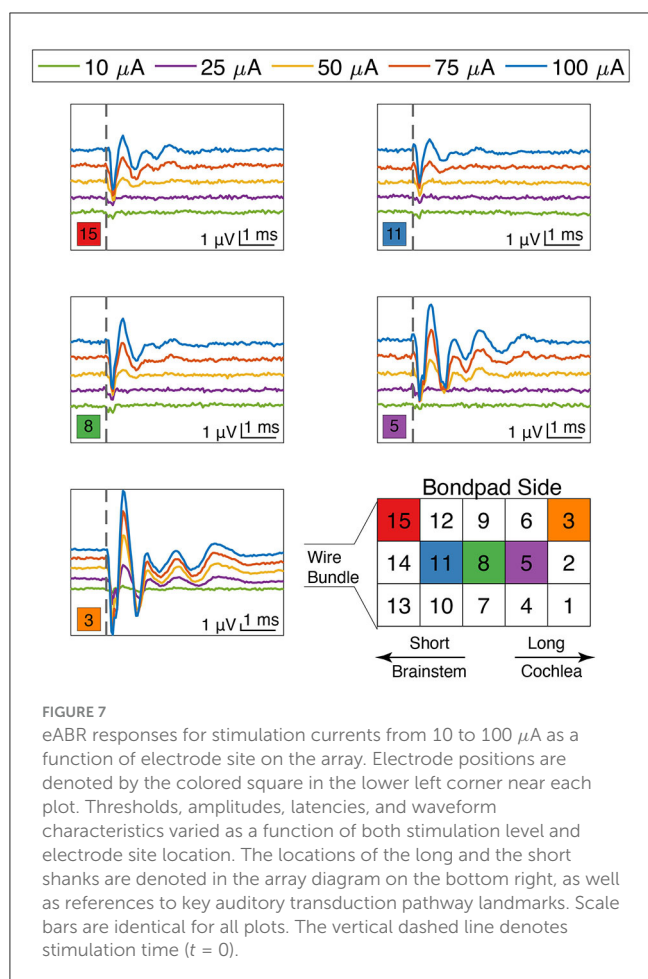 10 μA 25 μA 50 μA 75 μA 100 μA
15
1 μV 1 ms
11
1 μV 1 ms
8
1 μV 1 ms
5
1 μV 1 ms
3
1 μV 1 ms
Bondpad Side
Wire
Bundle
15 12 9 6 3
14 11 8 5 2
13 10 7 4 1
Short Long
Brainstem Cochlea
FIGURE 7
eABR responses for stimulation currents from 10 to 100 μA as a
function of electrode site on the array. Electrode positions are
denoted by the colored square in the lower left corner near each
plot. Thresholds, amplitudes, latencies, and waveform
characteristics varied as a function of both stimulation level and
electrode site location. The locations of the long and the short
shanks are denoted in the array diagram on the bottom right, as well
as references to key auditory transduction pathway landmarks. Scale
bars are identical for all plots. The vertical dashed line denotes
stimulation time (t = 0).